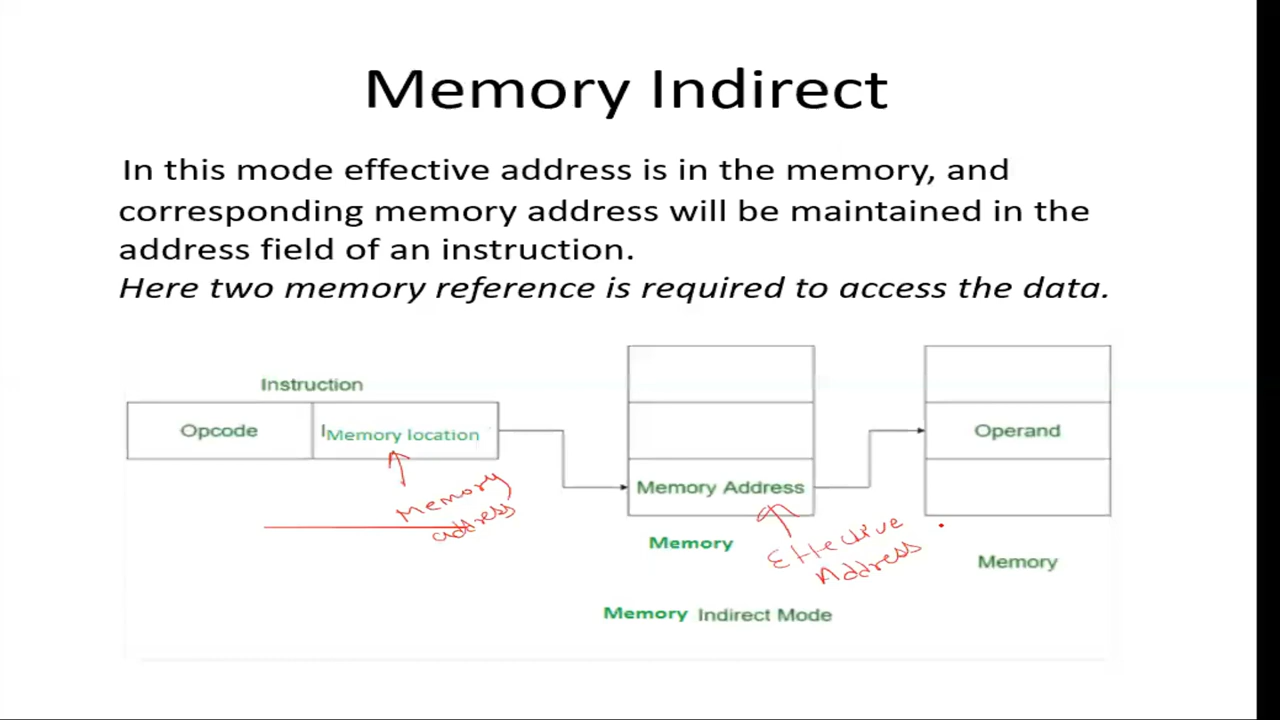 Memory Indirect
In this mode effective address is in the memory, and
corresponding memory address will be maintained in the
address field of an instruction.
Here two memory reference is required to access the data.
Instruction
Opcode
Memory location
Memory Address
Operand
Memory
address
Effective
Address
Memory
Memory
Memory Indirect Mode